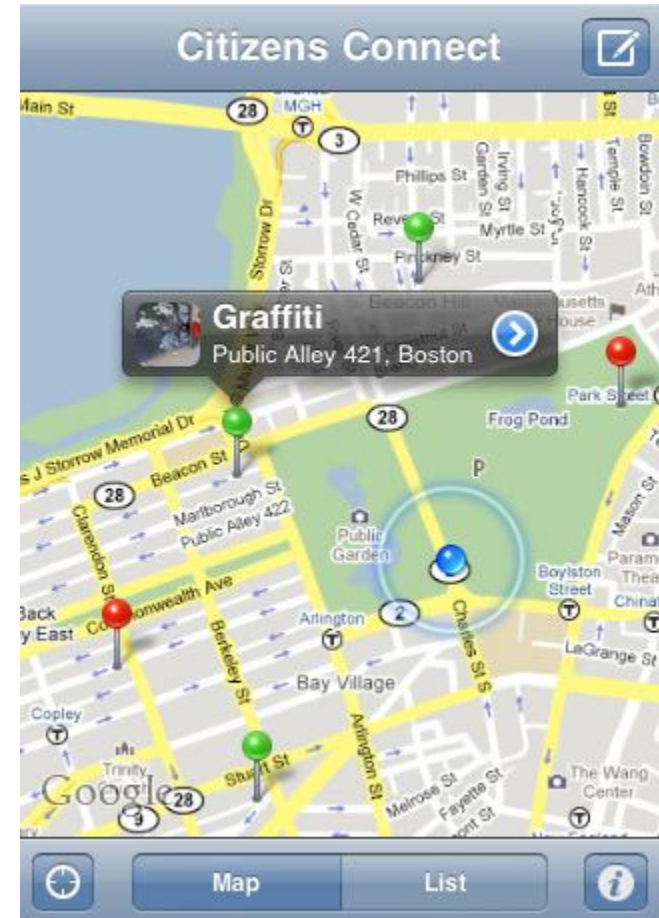 Citizens Connect
Main St
28
MGH
3
Phillips St
Irving St
Garden St
Hancock St
Temple St
Bowdoin St
W Cedar St
Storrow Dr
Myrtle St
Pinckney St
Beacon Hill
Graffiti
Public Alley 421, Boston
House
Park Street
28
Frog Pond
P
s J Storrow Memorial Dr
Beacon St
28
Marlborough St
Public Alley 422
Clarendon St
Public
Garden
Mason St
Boylston
Street
Commonwealth Ave
Back
y East
2
Arlington
Charles St S
Berkeley St
LaGrange St
Bay Village
Copley
Arlington St
Trinity
Stuart St
Google
28
9
Melrose St
Fayette St
The Wang
Center
Map
List